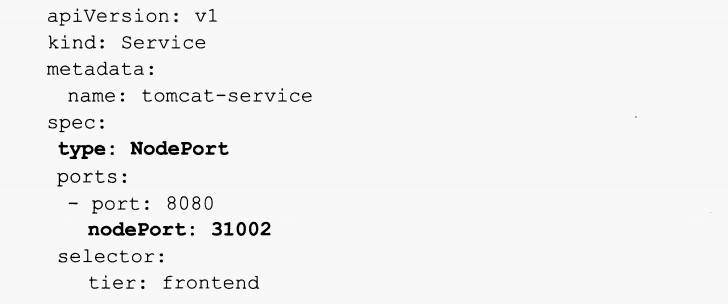 apiVersion: v1
kind: Service
metadata:
  name: tomcat-service
spec:
 type: NodePort
 ports:
  - port: 8080
    nodePort: 31002
 selector:
    tier: frontend